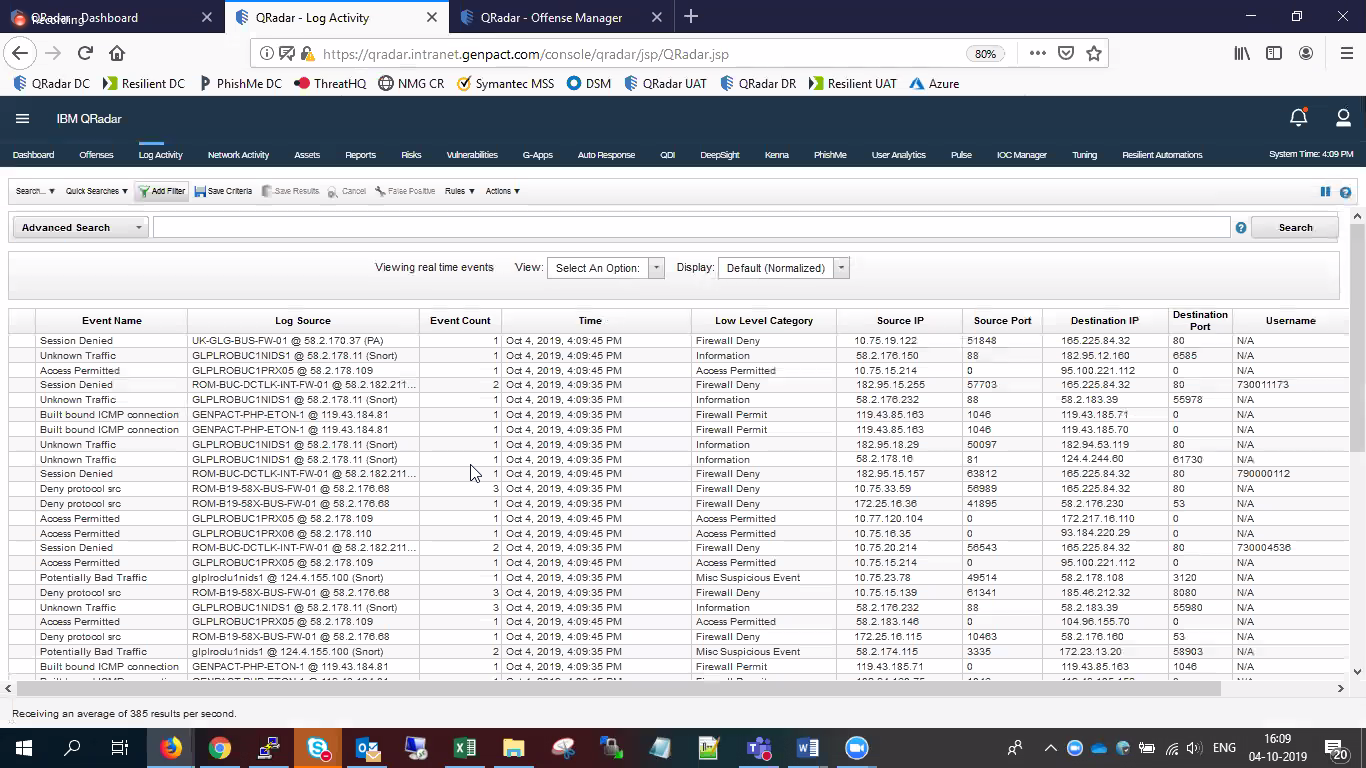 Recording
QRadar - Dashboard
QRadar - Log Activity
QRadar - Offense Manager
https://qradar.intranet.genpact.com/console/qradar/jsp/QRadar.jsp
80%
QRadar DC Resilient DC PhishMe DC ThreatHQ NMG CR Symantec MSS DSM QRadar UAT QRadar DR Resilient UAT Azure
IBM QRadar
Dashboard Offenses Log Activity Network Activity Assets Reports Risks Vulnerabilities G-Apps Auto Response QDI DeepSight Kenna PhishMe User Analytics Pulse IOC Manager Tuning Resilient Automations System Time: 4:09 PM
Search... Quick Searches Add Filter Save Criteria Save Results Cancel False Positive Rules Actions
Advanced Search Search
Viewing real time events View: Select An Option: Display: Default (Normalized)
Event Name Log Source Event Count Time Low Level Category Source IP Source Port Destination IP Destination Port Username
Session Denied UK-GLG-BUS-FW-01 @ 58.2.170.37 (PA) 1 Oct 4, 2019, 4:09:45 PM Firewall Deny 10.75.19.122 51848 165.225.84.32 80 N/A
Unknown Traffic GLPLROBUC1NIDS1 @ 58.2.178.11 (Snort) 1 Oct 4, 2019, 4:09:45 PM Information 58.2.176.150 88 182.95.12.160 6585 N/A
Access Permitted GLPLROBUC1PRX05 @ 58.2.178.109 1 Oct 4, 2019, 4:09:45 PM Access Permitted 10.75.15.214 0 95.100.221.112 0 N/A
Session Denied ROM-BUC-DCTLK-INT-FW-01 @ 58.2.182.211... 2 Oct 4, 2019, 4:09:45 PM Firewall Deny 182.95.15.255 57703 165.225.84.32 80 730011173
Unknown Traffic GLPLROBUC1NIDS1 @ 58.2.178.11 (Snort) 1 Oct 4, 2019, 4:09:45 PM Information 58.2.176.232 88 58.2.183.39 55978 N/A
Built bound ICMP connection GENPACT-PHP-ETON-1 @ 119.43.184.81 1 Oct 4, 2019, 4:09:45 PM Firewall Permit 119.43.85.163 1046 119.43.185.71 0 N/A
Built bound ICMP connection GENPACT-PHP-ETON-1 @ 119.43.184.81 1 Oct 4, 2019, 4:09:45 PM Firewall Permit 119.43.85.163 1046 119.43.185.70 0 N/A
Unknown Traffic GLPLROBUC1NIDS1 @ 58.2.178.11 (Snort) 1 Oct 4, 2019, 4:09:45 PM Information 182.95.18.29 50097 182.94.53.119 80 N/A
Unknown Traffic GLPLROBUC1NIDS1 @ 58.2.178.11 (Snort) 1 Oct 4, 2019, 4:09:45 PM Information 58.2.178.16 81 124.4.244.60 61730 N/A
Session Denied ROM-BUC-DCTLK-INT-FW-01 @ 58.2.182.211... 1 Oct 4, 2019, 4:09:45 PM Firewall Deny 182.95.15.157 63812 165.225.84.32 80 790000112
Deny protocol src ROM-B19-58X-BUS-FW-01 @ 58.2.176.68 3 Oct 4, 2019, 4:09:35 PM Firewall Deny 10.75.33.59 56989 165.225.84.32 80 N/A
Deny protocol src ROM-B19-58X-BUS-FW-01 @ 58.2.176.68 1 Oct 4, 2019, 4:09:35 PM Firewall Deny 172.25.16.36 41895 58.2.176.230 53 N/A
Access Permitted GLPLROBUC1PRX05 @ 58.2.178.109 1 Oct 4, 2019, 4:09:45 PM Access Permitted 10.77.120.104 0 172.217.16.110 0 N/A
Access Permitted GLPLROBUC1PRX06 @ 58.2.178.110 1 Oct 4, 2019, 4:09:35 PM Access Permitted 10.75.16.35 0 93.184.220.29 0 N/A
Session Denied ROM-BUC-DCTLK-INT-FW-01 @ 58.2.182.211... 2 Oct 4, 2019, 4:09:35 PM Firewall Deny 10.75.20.214 56543 165.225.84.32 80 730004536
Access Permitted GLPLROBUC1PRX05 @ 58.2.178.109 1 Oct 4, 2019, 4:09:45 PM Access Permitted 10.75.15.214 0 95.100.221.112 0 N/A
Potentially Bad Traffic glplroclu1nids1 @ 124.4.155.100 (Snort) 1 Oct 4, 2019, 4:09:35 PM Misc Suspicious Event 10.75.23.78 49514 58.2.178.108 3120 N/A
Deny protocol src ROM-B19-58X-BUS-FW-01 @ 58.2.176.68 3 Oct 4, 2019, 4:09:35 PM Firewall Deny 10.75.15.139 61341 185.46.212.32 8080 N/A
Unknown Traffic GLPLROBUC1NIDS1 @ 58.2.178.11 (Snort) 3 Oct 4, 2019, 4:09:35 PM Information 58.2.176.232 88 58.2.183.39 55980 N/A
Access Permitted GLPLROBUC1PRX05 @ 58.2.178.109 1 Oct 4, 2019, 4:09:45 PM Access Permitted 58.2.183.146 0 104.96.155.70 0 N/A
Deny protocol src ROM-B19-58X-BUS-FW-01 @ 58.2.176.68 1 Oct 4, 2019, 4:09:35 PM Firewall Deny 172.25.16.115 10463 58.2.176.160 53 N/A
Potentially Bad Traffic glplroclu1nids1 @ 124.4.155.100 (Snort) 2 Oct 4, 2019, 4:09:35 PM Misc Suspicious Event 58.2.174.115 3335 172.23.13.20 58903 N/A
Built bound ICMP connection GENPACT-PHP-ETON-1 @ 119.43.184.81 1 Oct 4, 2019, 4:09:35 PM Firewall Permit 119.43.185.71 0 119.43.85.163 1046 N/A
Receiving an average of 385 results per second.
ENG 16:09
04-10-2019
20